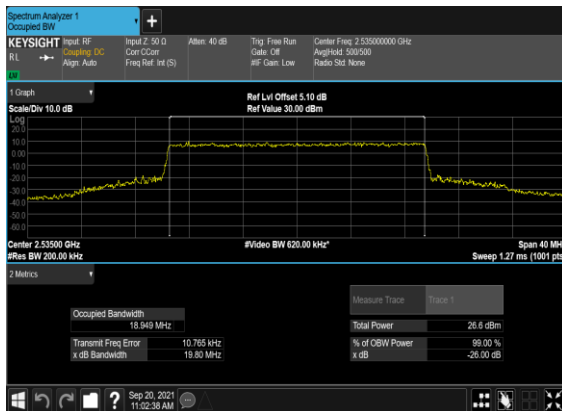 Spectrum Analyzer 1
Occupied BW
KEYSIGHT
Input: RF
Input Z: 50 Ω
Atten: 40 dB
Trig: Free Run
Center Freq: 2.535000000 GHz
RL
Coupling: DC
Corr CCorr
Gate: Off
Avg|Hold: 500/500
Align: Auto
Freq Ref: Int (S)
#IF Gain: Low
Radio Std: None
1 Graph
Ref Lvl Offset 5.10 dB
Scale/Div 10.0 dB
Ref Value 30.00 dBm
Log
20.0
10.0
0.00
-10.0
-20.0
-30.0
-40.0
-50.0
-60.0
Center 2.53500 GHz
#Video BW 620.00 kHz*
Span 40 MH
#Res BW 200.00 kHz
Sweep 1.27 ms (1001 pts
2 Metrics
Measure Trace
Trace 1
Occupied Bandwidth
18.949 MHz
Total Power
26.6 dBm
Transmit Freq Error
10.765 kHz
% of OBW Power
99.00 %
x dB Bandwidth
19.80 MHz
x dB
-26.00 dB
Sep 20, 2021
11:02:38 AM